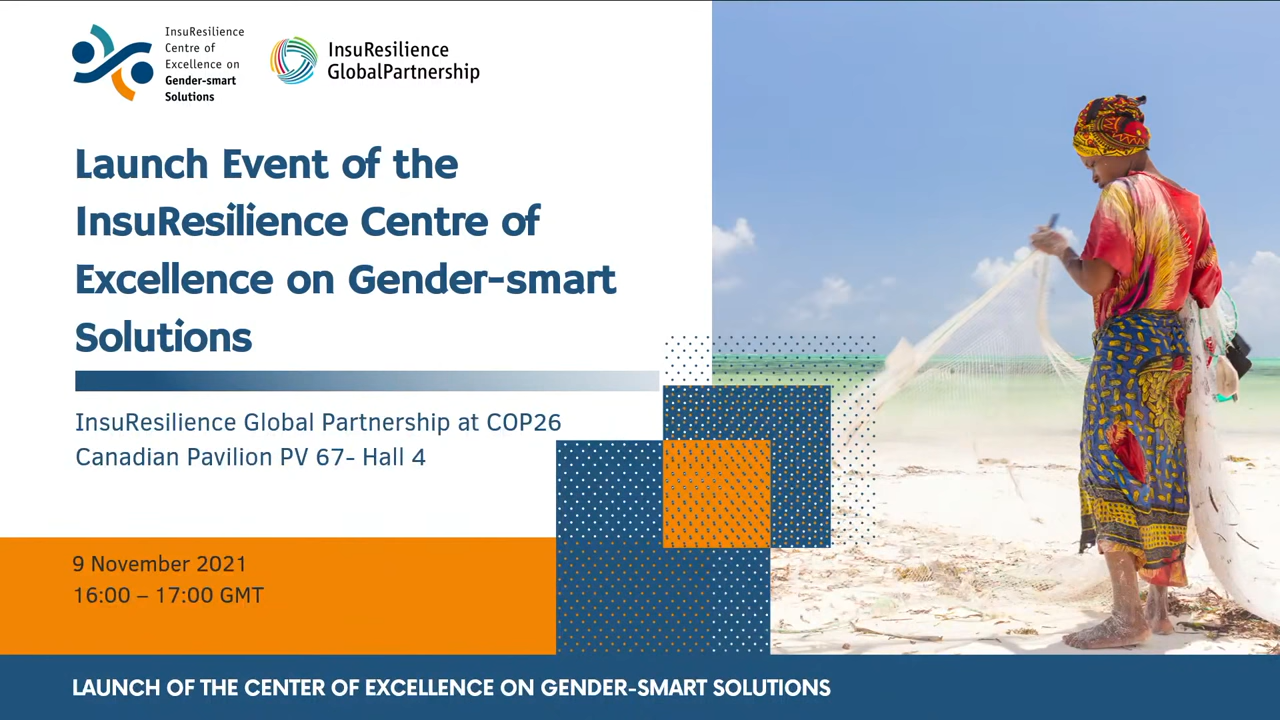 InsuResilience
Centre of
Excellence on
Gender-smart
Solutions
InsuResilience
GlobalPartnership
Launch Event of the
InsuResilience Centre of
Excellence on Gender-smart
Solutions
InsuResilience Global Partnership at COP26
Canadian Pavilion PV 67- Hall 4
9 November 2021
16:00 – 17:00 GMT
LAUNCH OF THE CENTER OF EXCELLENCE ON GENDER-SMART SOLUTIONS